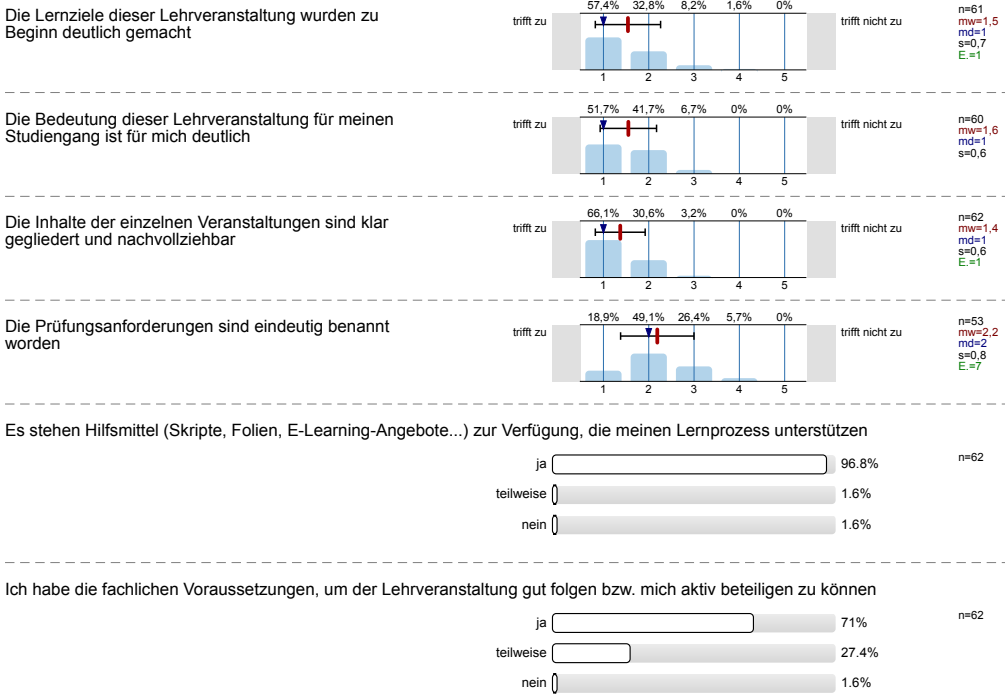 Die Lernziele dieser Lehrveranstaltung wurden zu
Beginn deutlich gemacht
trifft zu
57,4% 32,8% 8,2% 1,6% 0%
1 2 3 4 5
trifft nicht zu
n=61
mw=1,5
md=1
s=0,7
E.=1
Die Bedeutung dieser Lehrveranstaltung für meinen
Studiengang ist für mich deutlich
trifft zu
51,7% 41,7% 6,7% 0% 0%
1 2 3 4 5
trifft nicht zu
n=60
mw=1,6
md=1
s=0,6
Die Inhalte der einzelnen Veranstaltungen sind klar
gegliedert und nachvollziehbar
trifft zu
66,1% 30,6% 3,2% 0% 0%
1 2 3 4 5
trifft nicht zu
n=62
mw=1,4
md=1
s=0,6
E.=1
Die Prüfungsanforderungen sind eindeutig benannt
worden
trifft zu
18,9% 49,1% 26,4% 5,7% 0%
1 2 3 4 5
trifft nicht zu
n=53
mw=2,2
md=2
s=0,8
E.=7
Es stehen Hilfsmittel (Skripte, Folien, E-Learning-Angebote...) zur Verfügung, die meinen Lernprozess unterstützen
ja 96.8%
n=62
teilweise 1.6%
nein 1.6%
Ich habe die fachlichen Voraussetzungen, um der Lehrveranstaltung gut folgen bzw. mich aktiv beteiligen zu können
ja 71%
n=62
teilweise 27.4%
nein 1.6%